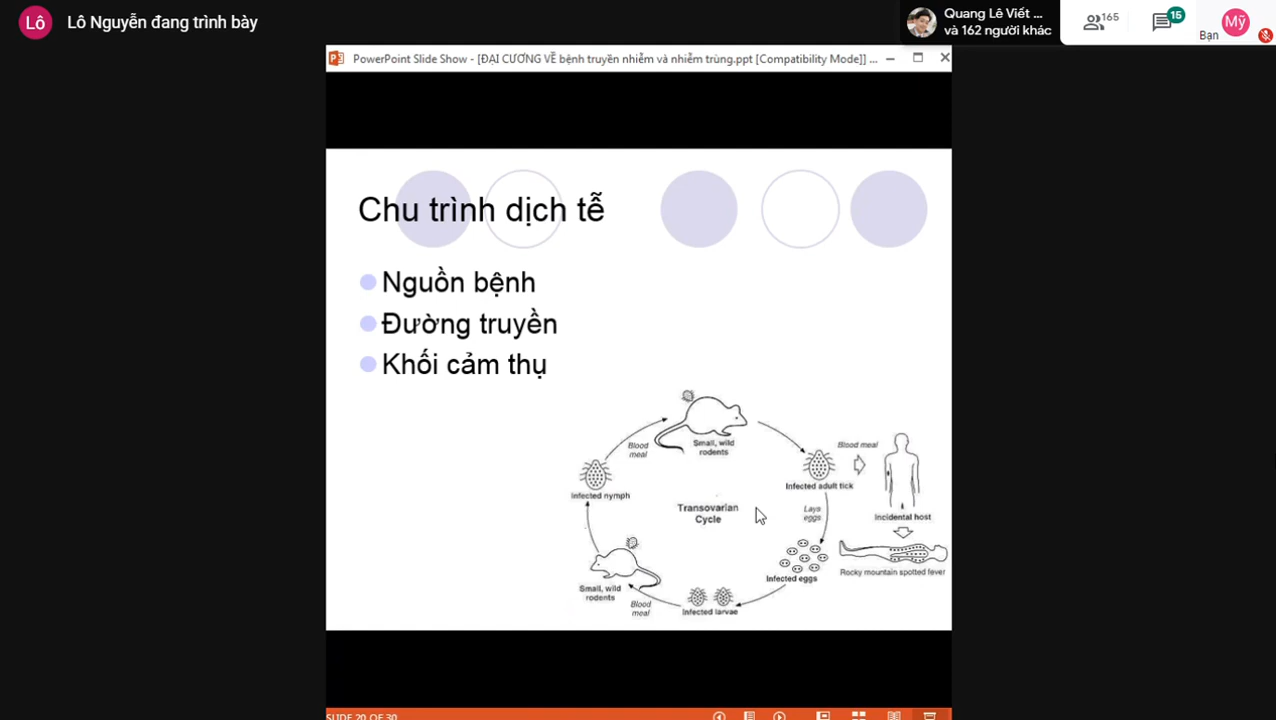 Lô
Lô Nguyễn đang trình bày
Quang Lê Viết ...
và 162 người khác
165
15
Mỹ
Bạn
PowerPoint Slide Show - [ĐẠI CƯƠNG VỀ bệnh truyền nhiễm và nhiễm trùng.ppt [Compatibility Mode]] ...
Chu trình dịch tễ
Nguồn bệnh
Đường truyền
Khối cảm thụ
Blood
meal
Small, wild
rodents
Blood meal
Infected nymph
Infected adult tick
Transovarian
Cycle
Lays
eggs
Incidental host
Small, wild
rodents
Infected eggs
Rocky mountain spotted fever
Blood
meal
Infected larvae
SLIDE 20 OF 30